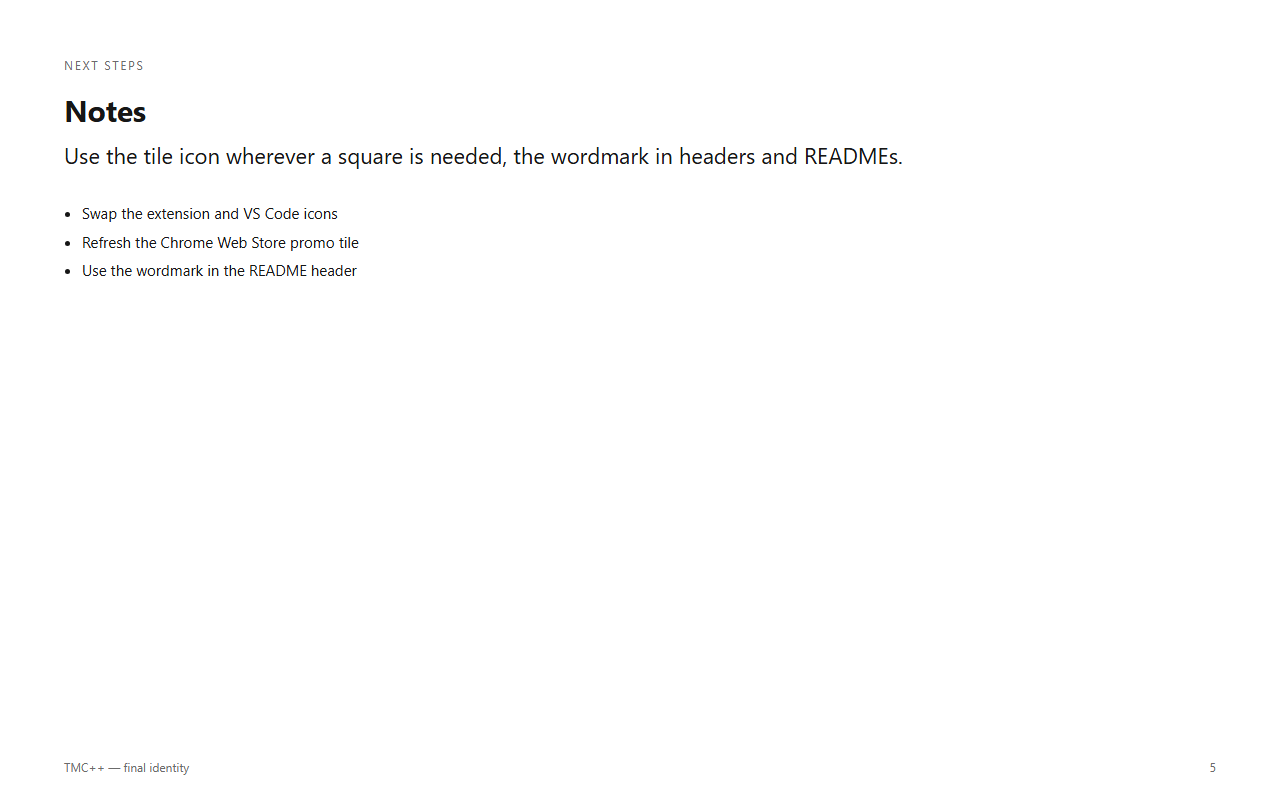 NEXT STEPS
Notes
Use the tile icon wherever a square is needed, the wordmark in headers and READMEs.
• Swap the extension and VS Code icons
• Refresh the Chrome Web Store promo tile
• Use the wordmark in the README header
TMC++ — final identity
5